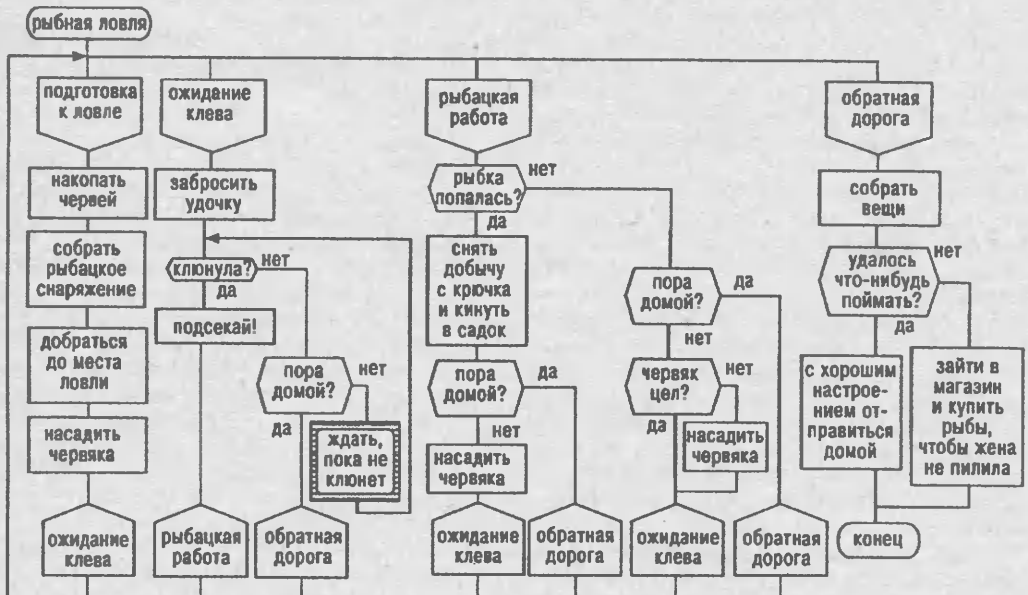 рыбная ловля
подготовка
к ловле
накопать
червей
собрать
рыбацкое
снаряжение
добраться
до места
ловли
насадить
червяка
ожидание
клева
ожидание
клева
забросить
удочку
клюнула?
нет
да
подсекай!
рыбацкая
работа
пора
домой?
нет
да
ждать,
пока не
клюнет
обратная
дорога
рыбацкая
работа
рыбка
попалась?
нет
да
снять
добычу
с крючка
и кинуть
в садок
пора
домой?
да
нет
насадить
червяка
ожидание
клева
обратная
дорога
пора
домой?
да
нет
червяк
цел?
нет
да
насадить
червяка
ожидание
клева
обратная
дорога
обратная
дорога
собрать
вещи
удалось
что-нибудь
поймать?
нет
да
с хорошим
настрое-
нием от-
правиться
домой
зайти в
магазин
и купить
рыбы,
чтобы жена
не пилила
конец